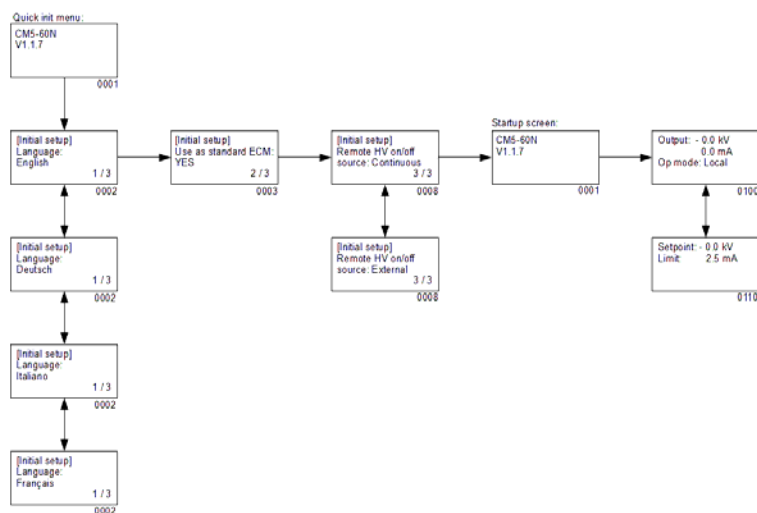 Quick init menu:
CM5-60N
V1.1.7
0001
[Initial setup]
Language:
English
1 / 3
0002
[Initial setup]
Use as standard ECM:
YES
2 / 3
0003
[Initial setup]
Remote HV on/off
source: Continuous
3 / 3
0008
Startup screen:
CM5-60N
V1.1.7
0001
Output: - 0.0 kV
0.0 mA
Op mode: Local
0100
[Initial setup]
Language:
Deutsch
1 / 3
0002
[Initial setup]
Remote HV on/off
source: External
3 / 3
0008
Setpoint: - 0.0 kV
Limit: 2.5 mA
0110
[Initial setup]
Language:
Italiano
1 / 3
0002
[Initial setup]
Language:
Français
1 / 3
0002